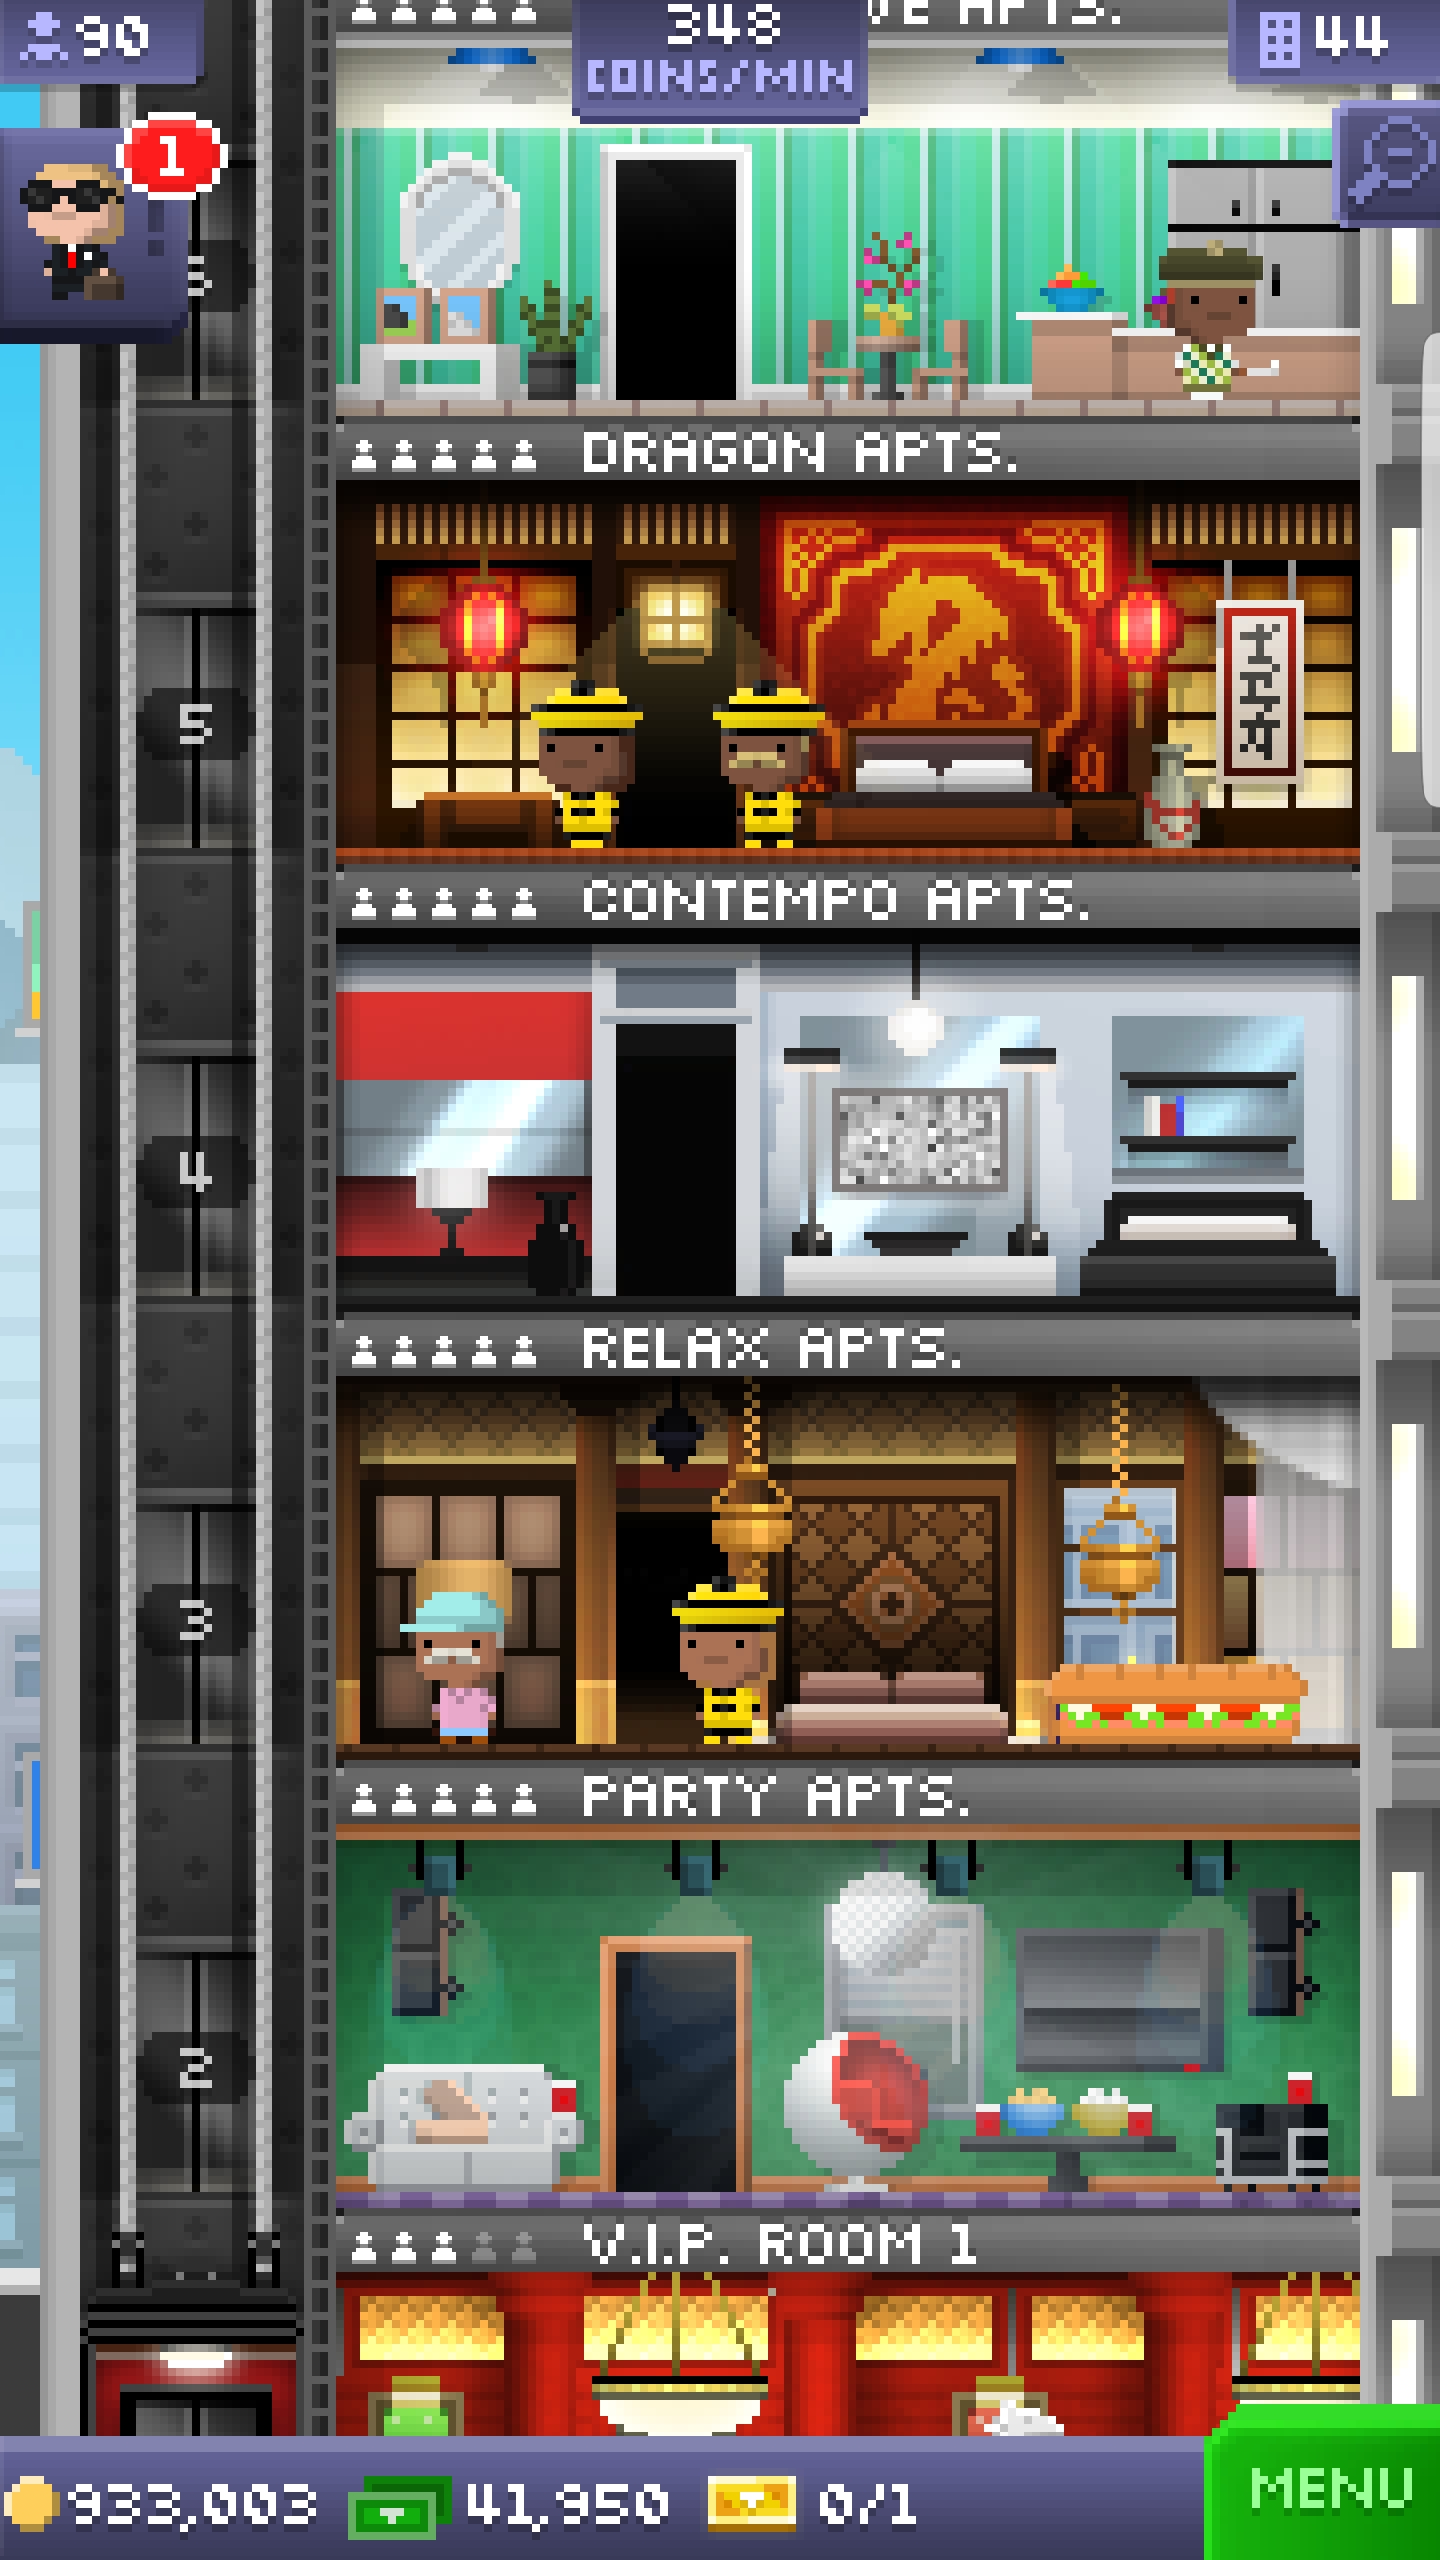 90
348
COINS/MIN
44
1
APTS.
DRAGON APTS.
5
CONTEMPO APTS.
4
RELAX APTS.
3
PARTY APTS.
2
V.I.P. ROOM 1
933,003
41,950
0/1
MENU